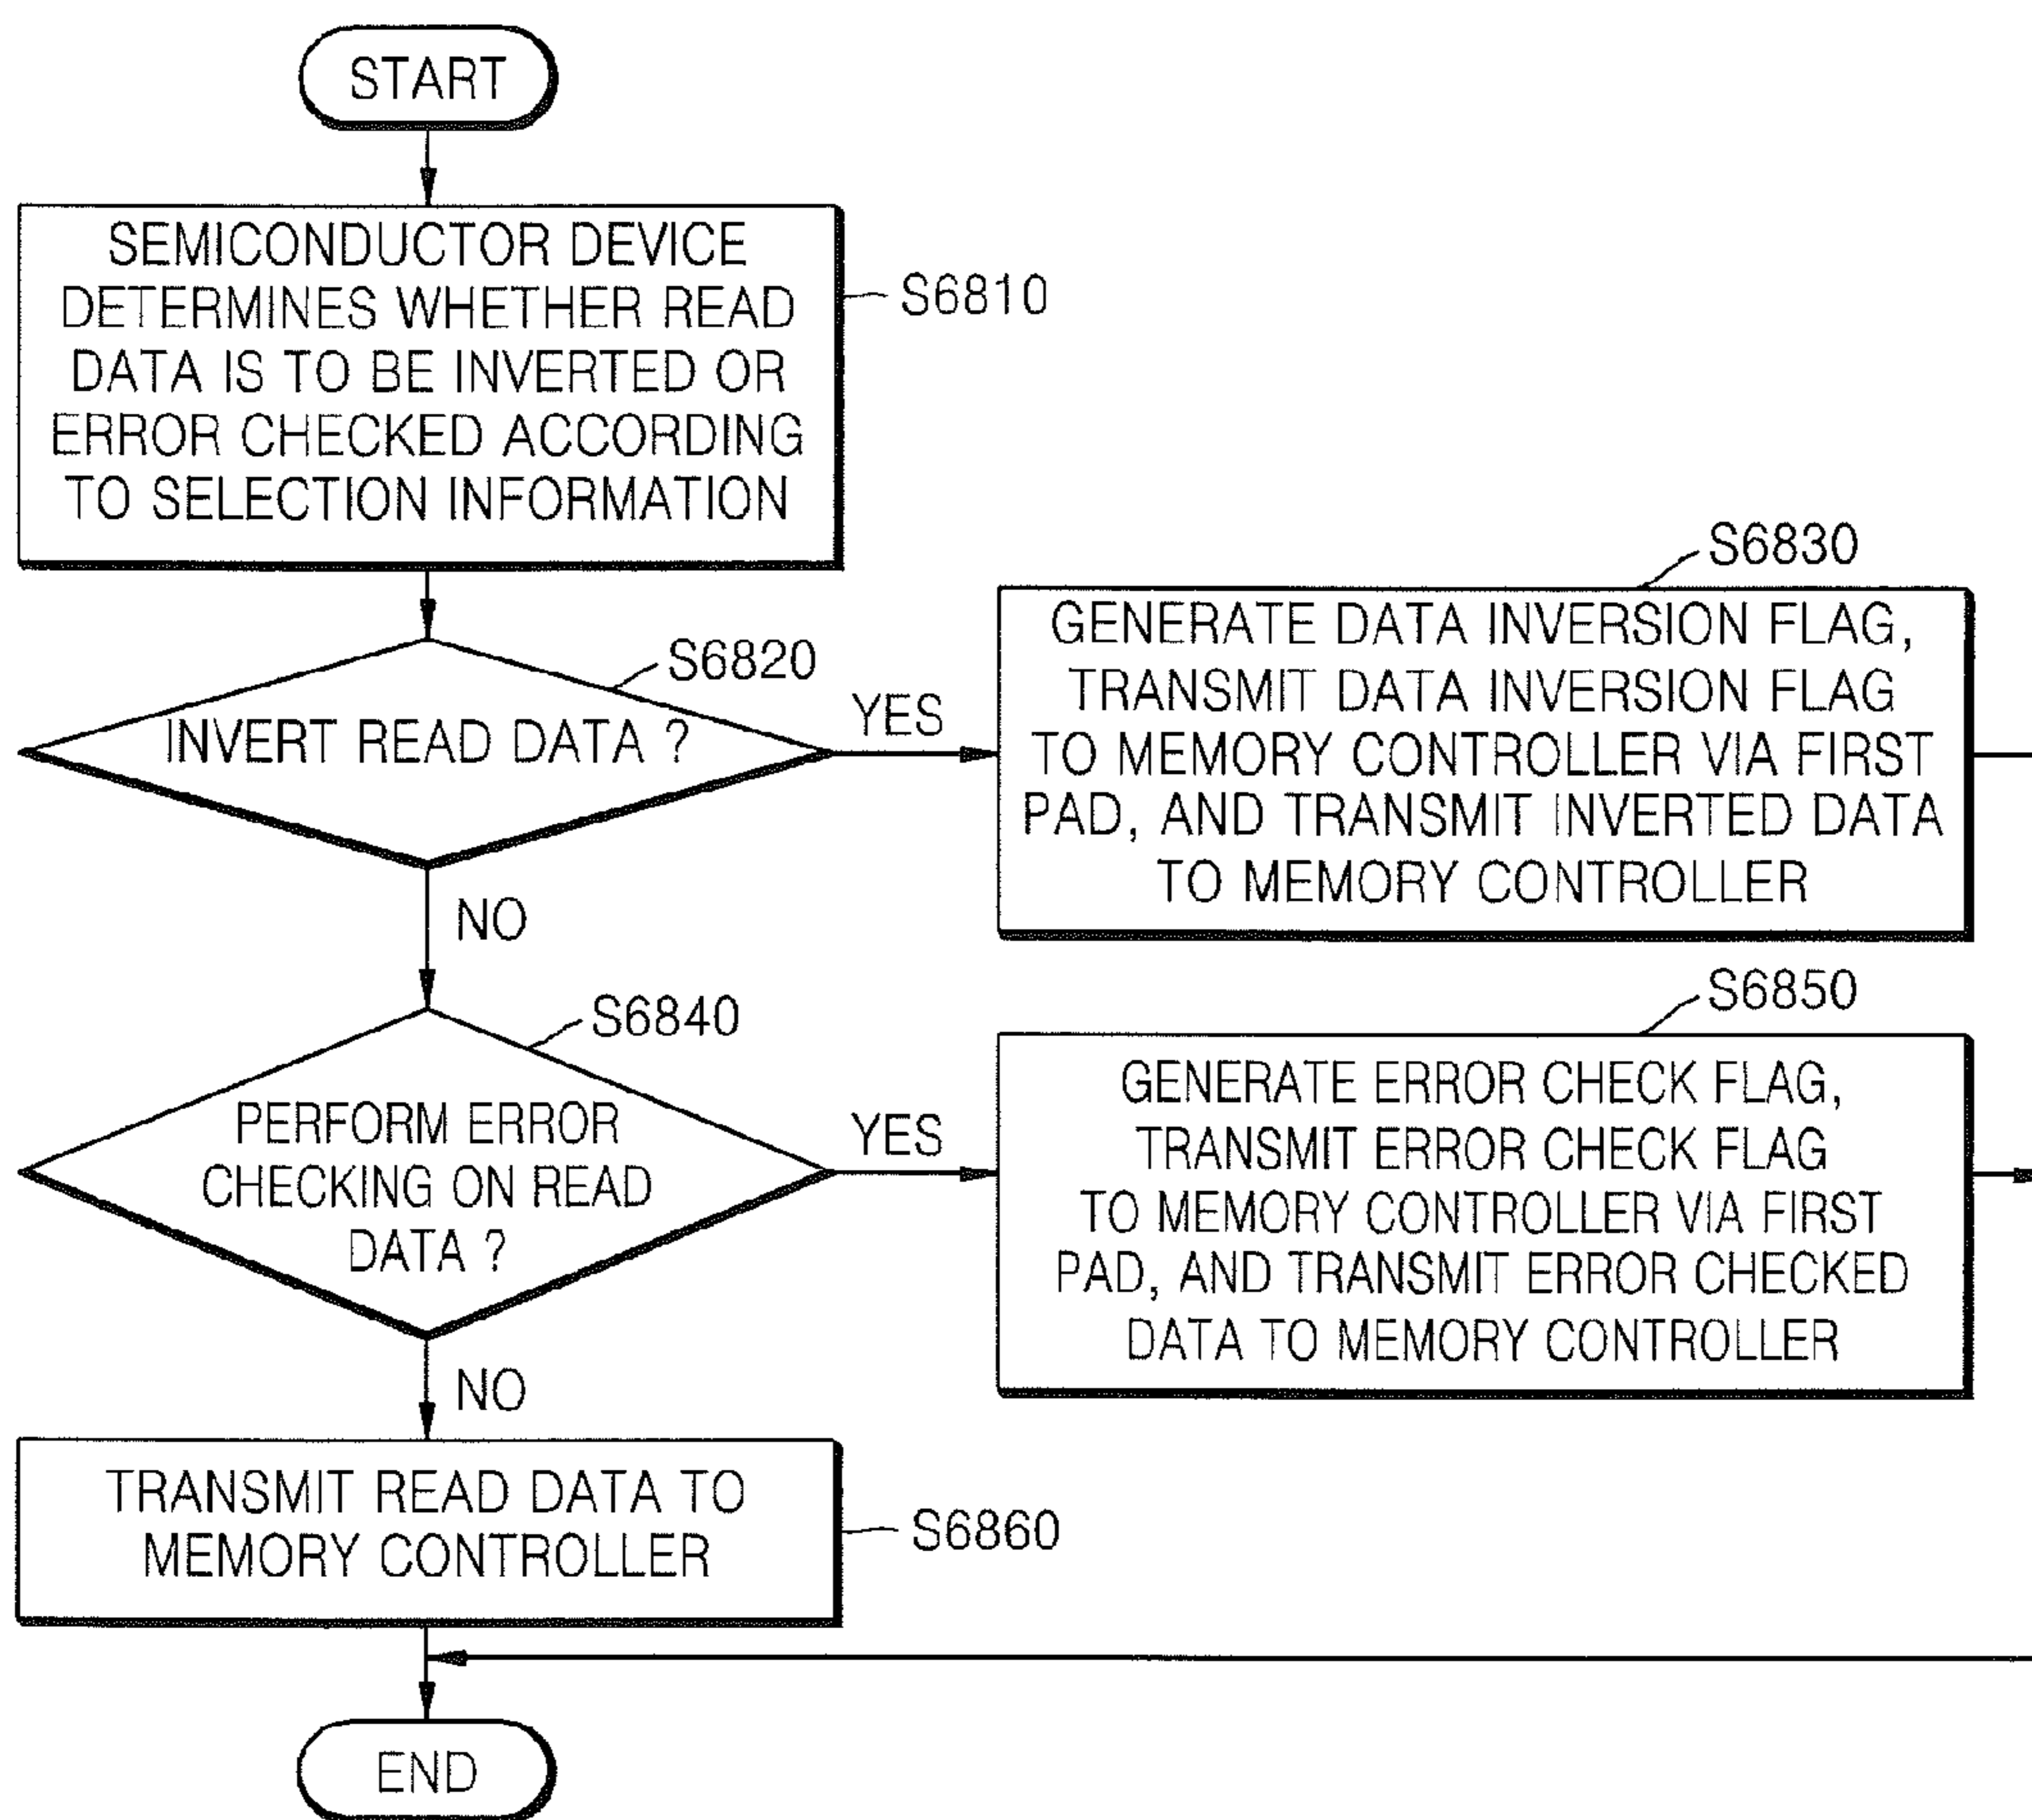 START
SEMICONDUCTOR DEVICE
DETERMINES WHETHER READ
DATA IS TO BE INVERTED OR
ERROR CHECKED ACCORDING
TO SELECTION INFORMATION
S6810
S6820
INVERT READ DATA ?
YES
S6830
GENERATE DATA INVERSION FLAG,
TRANSMIT DATA INVERSION FLAG
TO MEMORY CONTROLLER VIA FIRST
PAD, AND TRANSMIT INVERTED DATA
TO MEMORY CONTROLLER
NO
S6840
PERFORM ERROR
CHECKING ON READ
DATA ?
YES
S6850
GENERATE ERROR CHECK FLAG,
TRANSMIT ERROR CHECK FLAG
TO MEMORY CONTROLLER VIA FIRST
PAD, AND TRANSMIT ERROR CHECKED
DATA TO MEMORY CONTROLLER
NO
TRANSMIT READ DATA TO
MEMORY CONTROLLER
S6860
END